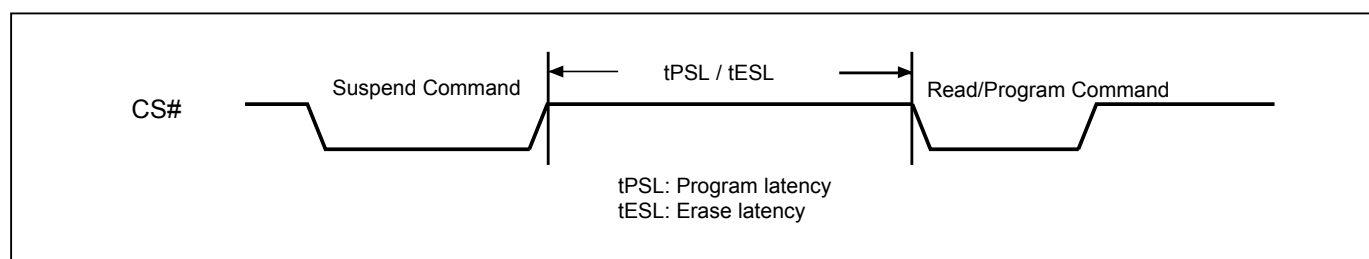 tPSL / tESL
Suspend Command
Read/Program Command
CS#
tPSL: Program latency
tESL: Erase latency